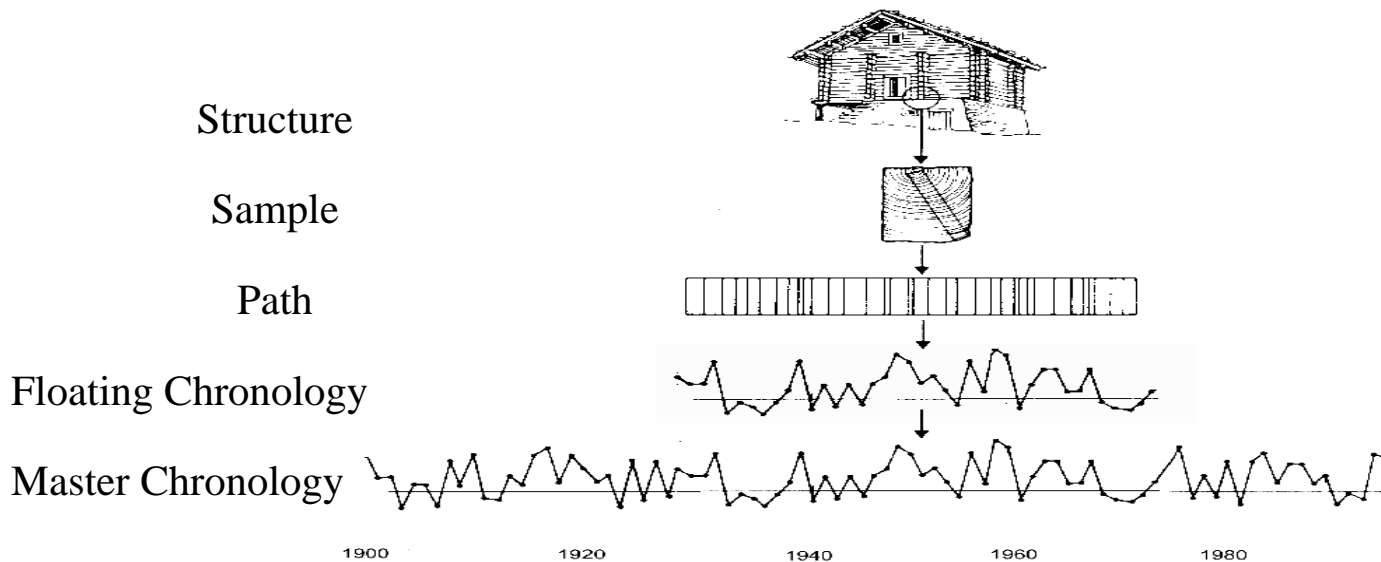 Structure
Sample
Path
Floating Chronology
Master Chronology
1900 1920 1940 1960 1980